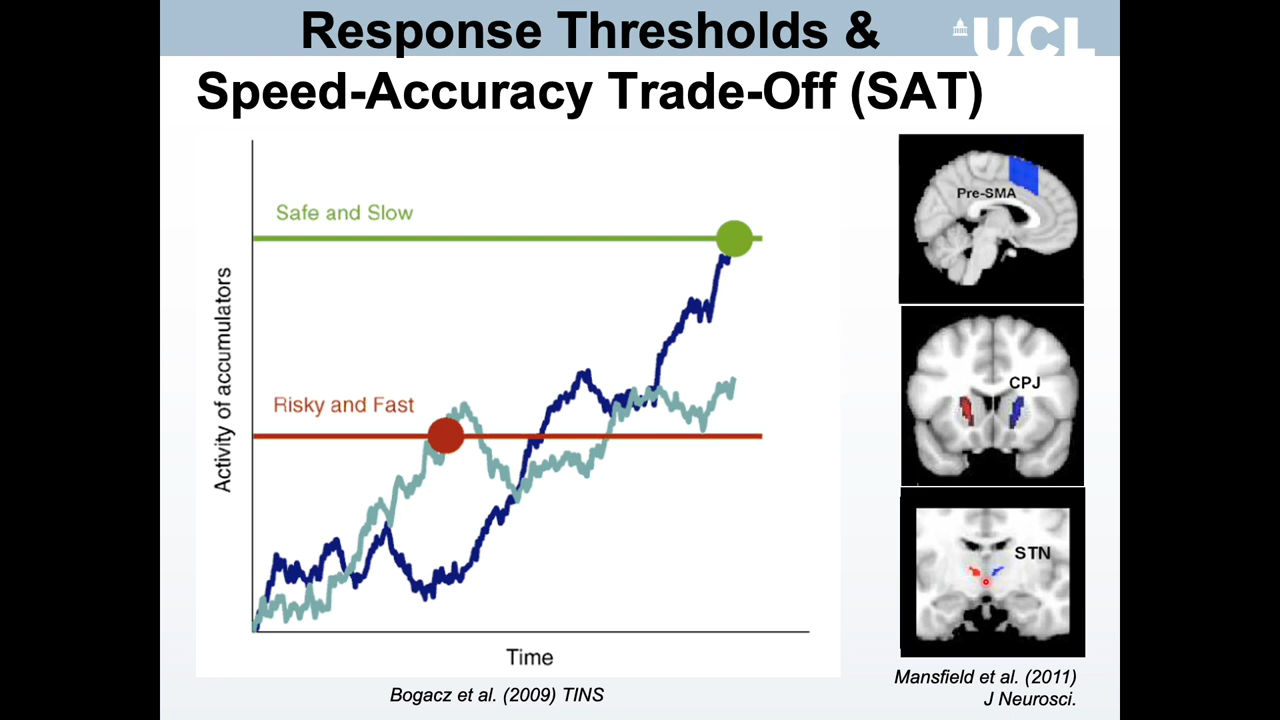 Response Thresholds &
UCL
Speed-Accuracy Trade-Off (SAT)
Safe and Slow
Risky and Fast
Activity of accumulators
Time
Bogacz et al. (2009) TINS
Pre-SMA
CPJ
STN
Mansfield et al. (2011)
J Neurosci.